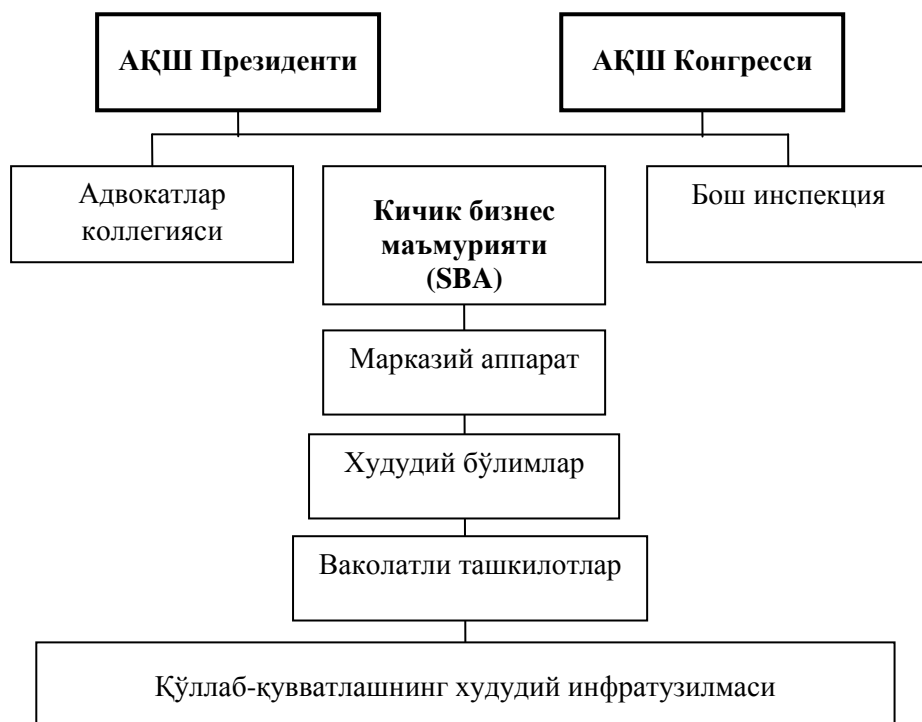 АҚШ Президенти
АҚШ Конгресси
Адвокатлар
коллегияси
Кичик бизнес
маъмурияти
(SBA)
Бош инспекция
Марказий аппарат
Худудий бўлимлар
Ваколатли ташкилотлар
Қўллаб-қувватлашнинг худудий инфратузилмаси